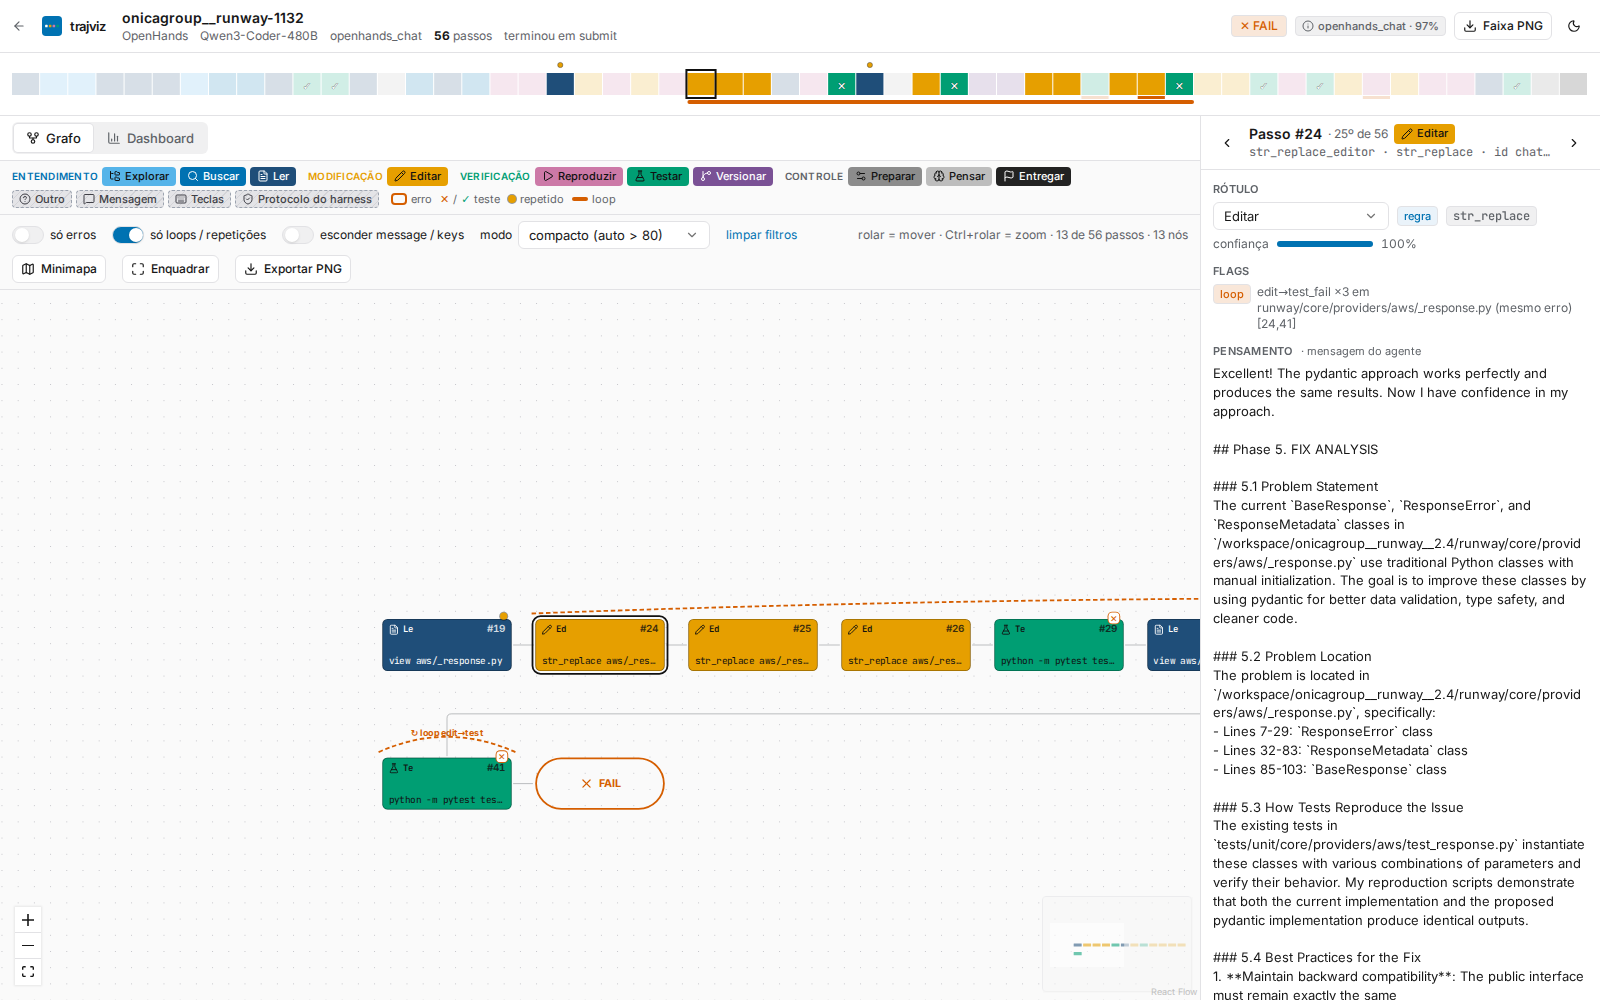 trajviz
onicagroup__runway-1132
OpenHands Qwen3-Coder-480B openhands_chat 56 passos terminou em submit
FAIL
openhands_chat · 97%
Faixa PNG
Grafo
Dashboard
ENTENDIMENTO Explorar Buscar Ler MODIFICAÇÃO Editar VERIFICAÇÃO Reproduzir Testar Versionar CONTROLE Preparar Pensar Entregar
Outro Mensagem Teclas Protocolo do harness erro ✕ / ✓ teste repetido loop
só erros só loops / repetições esconder message / keys modo compacto (auto > 80) limpar filtros rolar = mover · Ctrl+rolar = zoom · 13 de 56 passos · 13 nós
Minimapa Enquadrar Exportar PNG
Le #19
view aws/_response.py
Ed #24
str_replace aws/_res…
Ed #25
str_replace aws/_res…
Ed #26
str_replace aws/_res…
Te #29
python -m pytest tes…
Le
view aws/
↻ loop edit→test
Te #41
python -m pytest tes…
FAIL
React Flow
Passo #24 · 25º de 56 Editar
str_replace_editor · str_replace · id chat…
RÓTULO
Editar regra str_replace
confiança 100%
FLAGS
loop edit→test_fail ×3 em
runway/core/providers/aws/_response.py (mesmo erro)
[24,41]
PENSAMENTO · mensagem do agente
Excellent! The pydantic approach works perfectly and
produces the same results. Now I have confidence in my
approach.
## Phase 5. FIX ANALYSIS
### 5.1 Problem Statement
The current `BaseResponse`, `ResponseError`, and
`ResponseMetadata` classes in
`/workspace/onicagroup__runway__2.4/runway/core/provid
ers/aws/_response.py` use traditional Python classes with
manual initialization. The goal is to improve these classes by
using pydantic for better data validation, type safety, and
cleaner code.
### 5.2 Problem Location
The problem is located in
`/workspace/onicagroup__runway__2.4/runway/core/provid
ers/aws/_response.py`, specifically:
- Lines 7-29: `ResponseError` class
- Lines 32-83: `ResponseMetadata` class
- Lines 85-103: `BaseResponse` class
### 5.3 How Tests Reproduce the Issue
The existing tests in
`tests/unit/core/providers/aws/test_response.py` instantiate
these classes with various combinations of parameters and
verify their behavior. My reproduction scripts demonstrate
that both the current implementation and the proposed
pydantic implementation produce identical outputs.
### 5.4 Best Practices for the Fix
1. **Maintain backward compatibility**: The public interface
must remain exactly the same